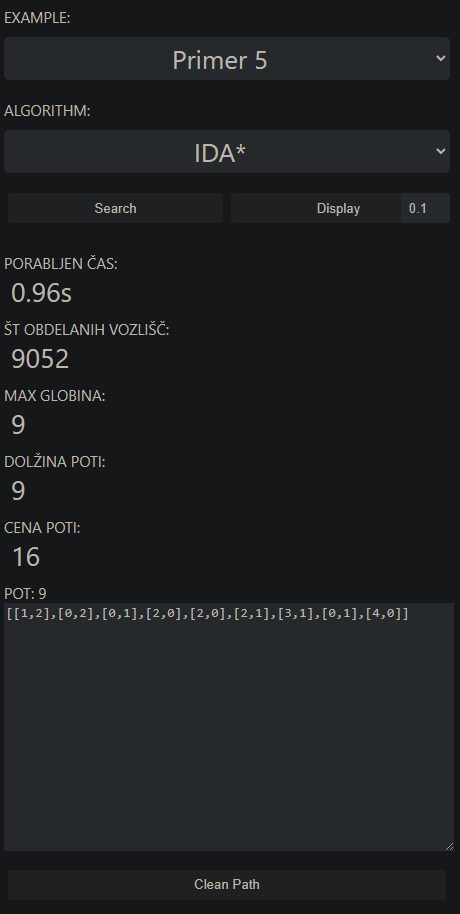 EXAMPLE:
Primer 5
ALGORITHM:
IDA*
Search
Display
0.1
PORABLJEN ČAS:
0.96s
ŠT OBDELANIH VOZLIŠČ:
9052
MAX GLOBINA:
9
DOLŽINA POTI:
9
CENA POTI:
16
POT: 9
[[1,2],[0,2],[0,1],[2,0],[2,0],[2,1],[3,1],[0,1],[4,0]]
Clean Path